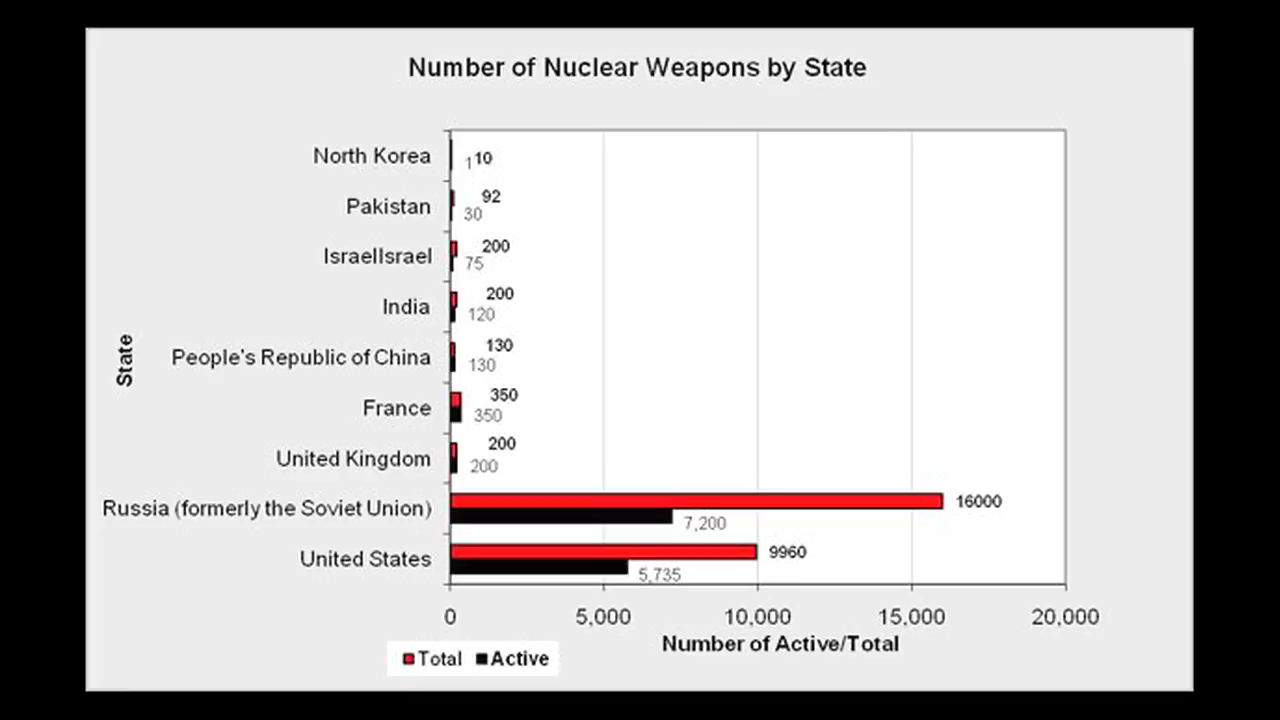 Number of Nuclear Weapons by State
North Korea 1 10
Pakistan 92
30
IsraelIsrael 200
75
India 200
120
People's Republic of China 130
130
France 350
350
United Kingdom 200
200
Russia (formerly the Soviet Union) 16000
7,200
United States 9960
5,735
State
0 5,000 10,000 15,000 20,000
Number of Active/Total
Total Active